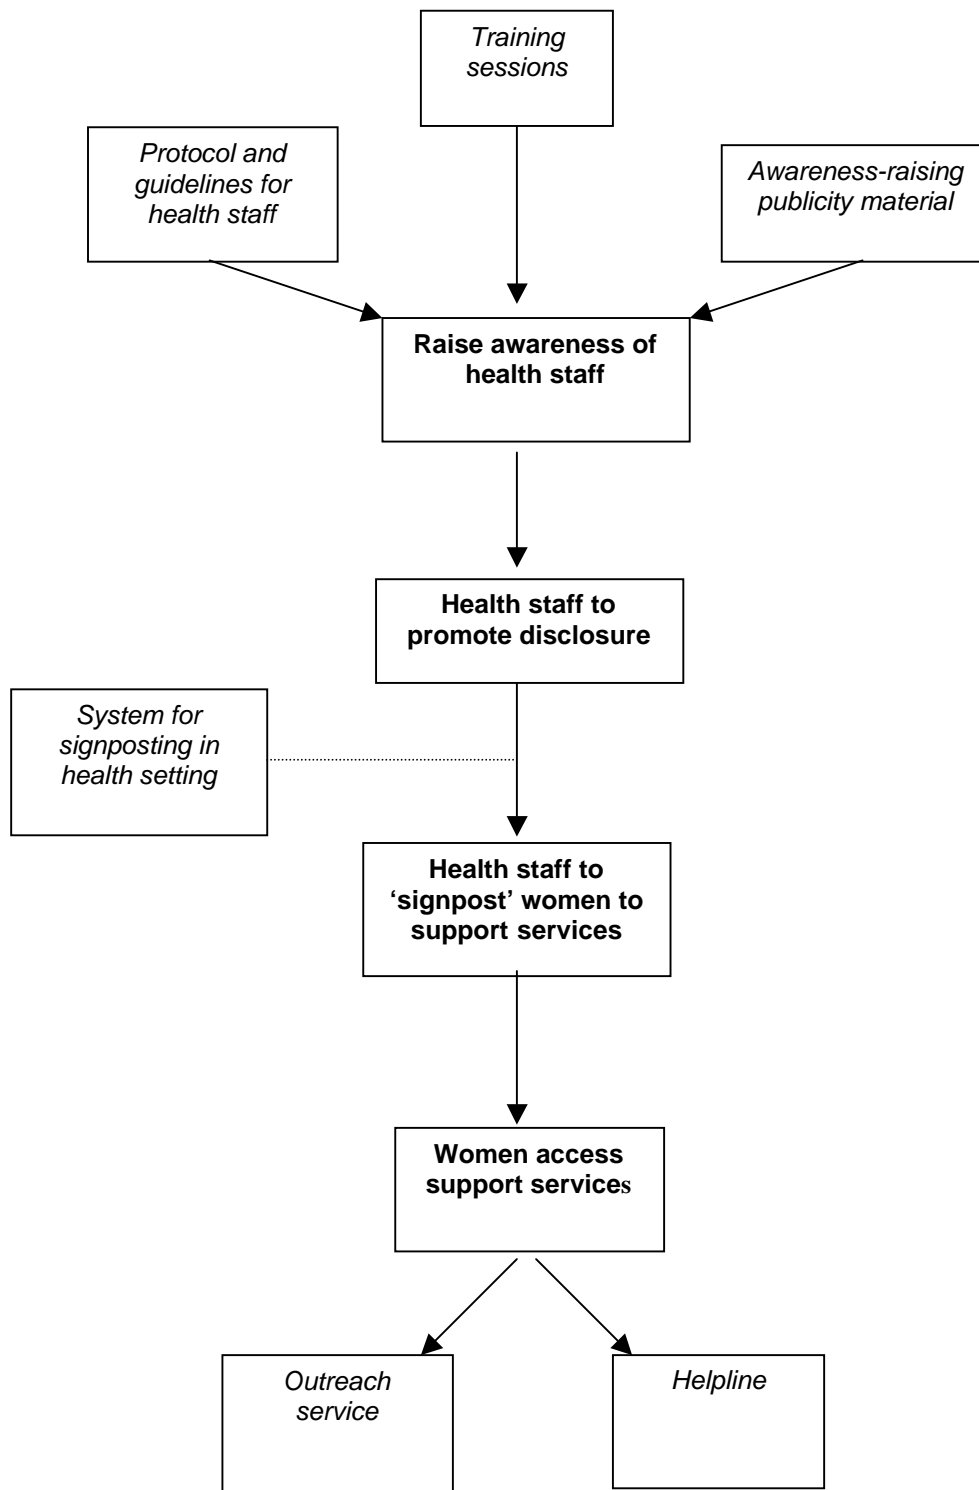 Training
sessions
Protocol and
guidelines for
health staff
Awareness-raising
publicity material
Raise awareness of
health staff
Health staff to
promote disclosure
System for
signposting in
health setting
Health staff to
‘signpost’ women to
support services
Women access
support services
Outreach
service
Helpline